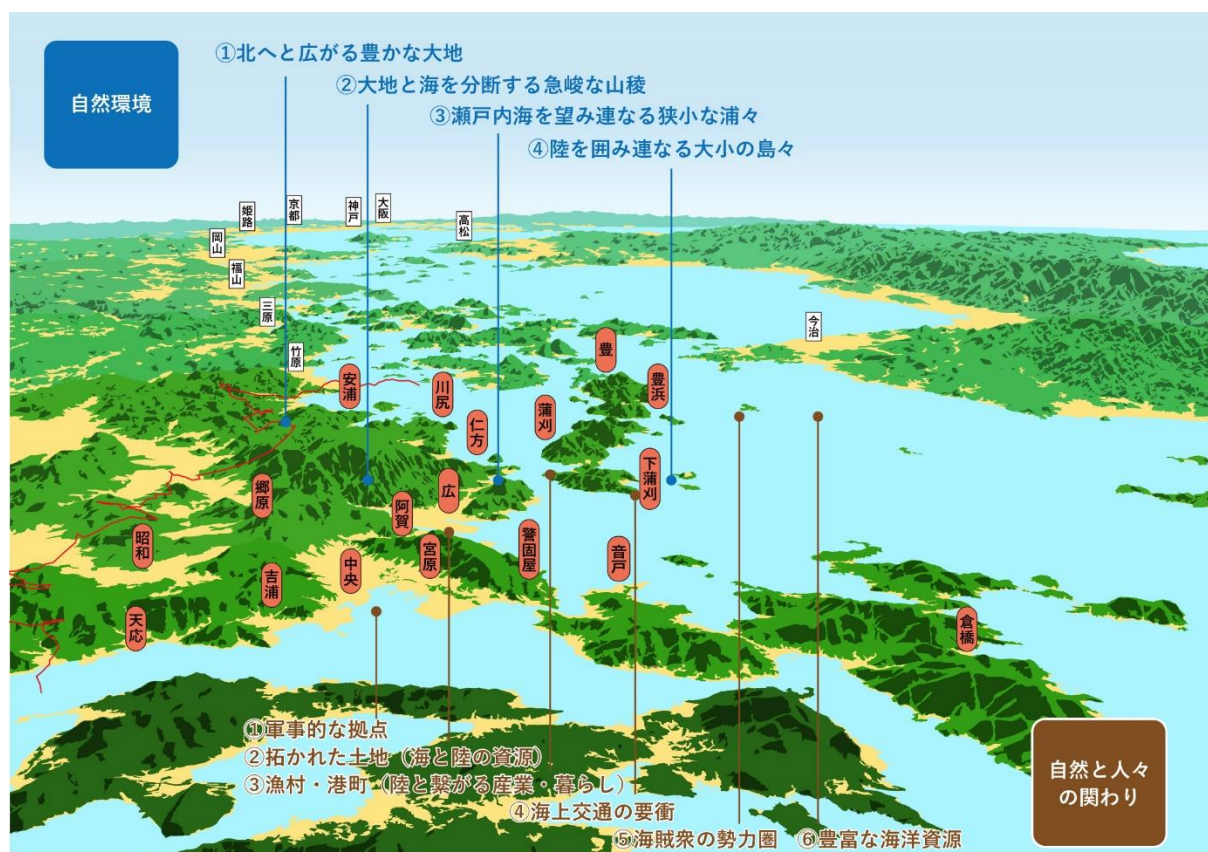 自然環境
①北へと広がる豊かな大地
②大地と海を分断する急峻な山稜
③瀬戸内海を望み連なる狭小な浦々
④陸を囲み連なる大小の島々
姫路
京都
神戸
大阪
高松
岡山
福山
三原
竹原
今治
安浦
川尻
仁方
蒲刈
豊
豊浜
下蒲刈
郷原
広
阿賀
昭和
吉浦
中央
宮原
警固屋
音戸
天応
倉橋
①軍事的な拠点
②拓かれた土地（海と陸の資源）
③漁村・港町（陸と繋がる産業・暮らし）
④海上交通の要衝
⑤海賊衆の勢力圏
⑥豊富な海洋資源
自然と人々
の関わり